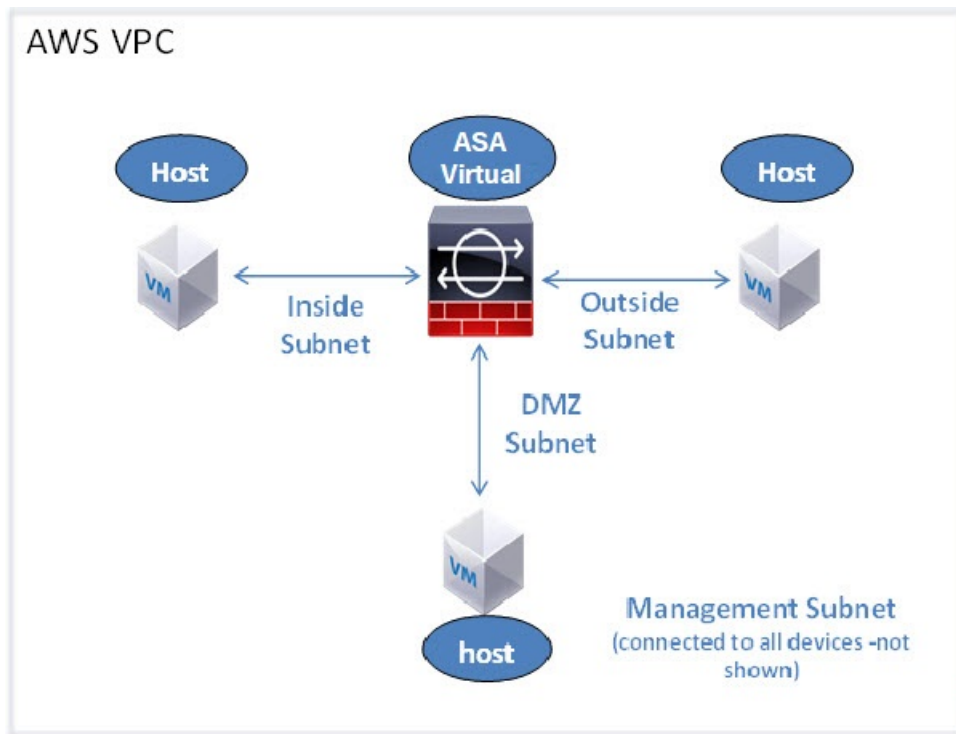 AWS VPC
Host
ASA
Virtual
Host
VM
VM
Inside
Subnet
Outside
Subnet
DMZ
Subnet
VM
host
Management Subnet
(connected to all devices -not
shown)